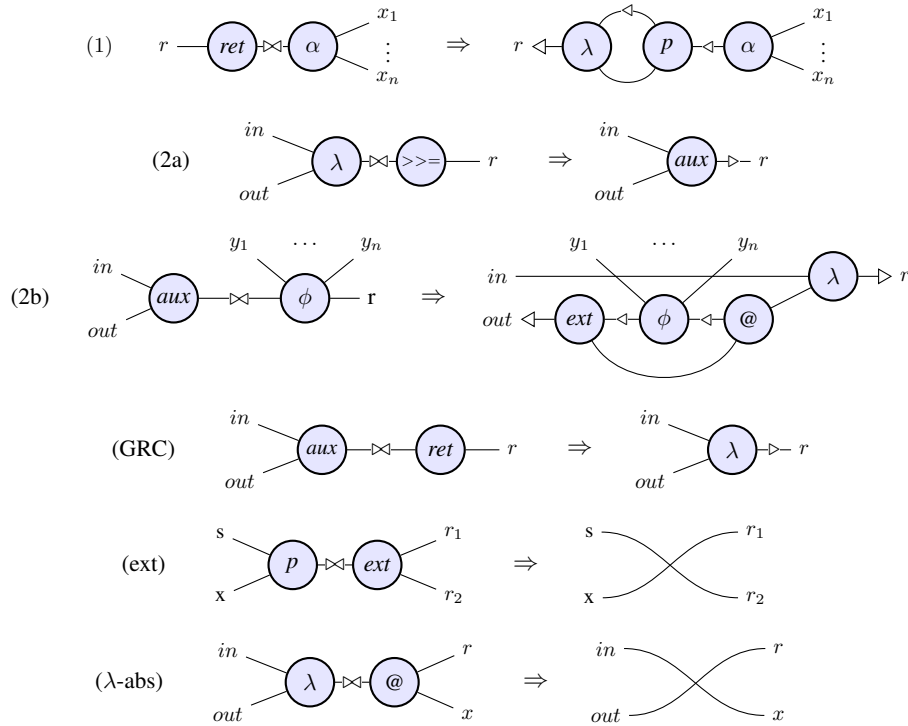 x₁ x₁
(1) r ret α ⋮ ⇒ r λ p α ⋮
xₙ xₙ
in in
(2a) λ >>= r ⇒ aux r
out out
y₁ ⋯ yₙ y₁ ⋯ yₙ
in in λ r
(2b) aux ϕ r ⇒
out out ext ϕ @
in in
(GRC) aux ret r ⇒ λ r
out out
s r₁ s r₁
(ext) p ext ⇒
x r₂ x r₂
in r in r
(λ-abs) λ @ ⇒
out x out x